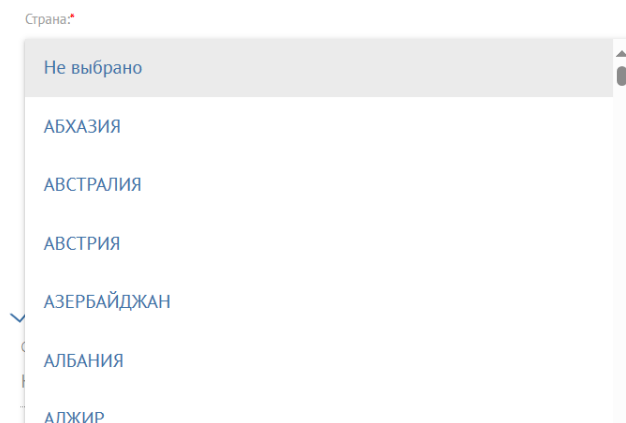 Страна:*
Не выбрано
АБХАЗИЯ
АВСТРАЛИЯ
АВСТРИЯ
АЗЕРБАЙДЖАН
АЛБАНИЯ
АЛЖИР